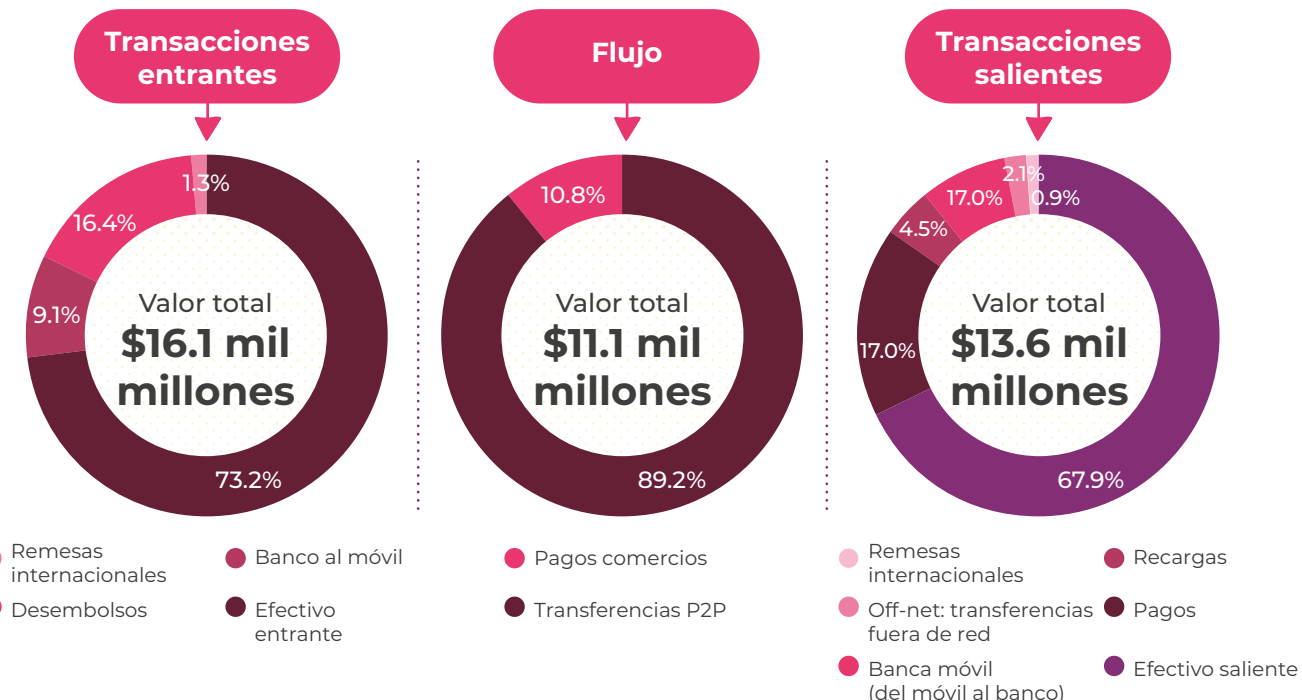 Transacciones
entrantes
Flujo
Transacciones
salientes
1.3%
16.4%
9.1%
73.2%
Valor total
$16.1 mil
millones
10.8%
89.2%
Valor total
$11.1 mil
millones
2.1%
0.9%
17.0%
4.5%
17.0%
67.9%
Valor total
$13.6 mil
millones
Remesas
internacionales
Desembolsos
Banco al móvil
Efectivo
entrante
Pagos comercios
Transferencias P2P
Remesas
internacionales
Off-net: transferencias
fuera de red
Banca móvil
(del móvil al banco)
Recargas
Pagos
Efectivo saliente